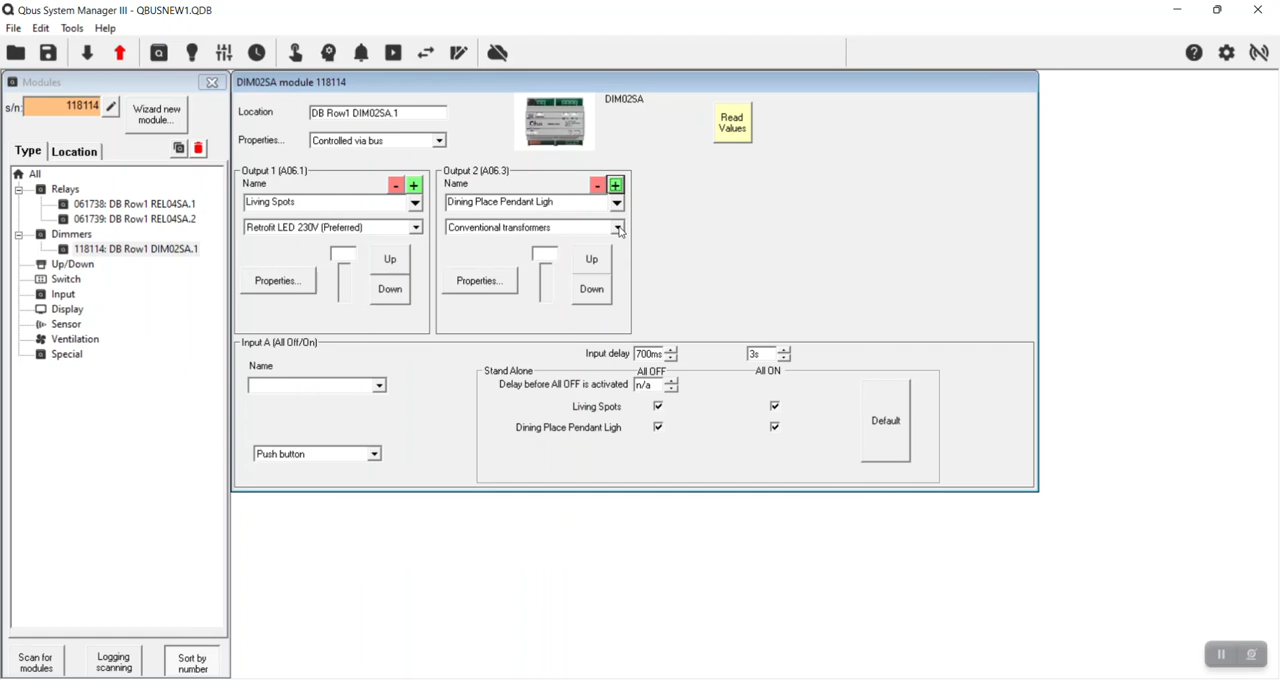 Qbus System Manager III - QBUSNEW1.QDB
File Edit Tools Help
Modules
s/n: 118114
Wizard new module...
Type Location
All
Relays
061738: DB Row1 REL04SA.1
061739: DB Row1 REL04SA.2
Dimmers
118114: DB Row1 DIM02SA.1
Up/Down
Switch
Input
Display
Sensor
Ventilation
Special
Scan for modules
Logging scanning
Sort by number
DIM02SA module 118114
Location DB Row1 DIM02SA.1
DIM02SA
Read Values
Properties... Controlled via bus
Output 1 (A06.1)
Name - +
Living Spots
Retrofit LED 230V (Preferred)
Properties...
Up
Down
Output 2 (A06.3)
Name - +
Dining Place Pendant Ligh
Conventional transformers
Properties...
Up
Down
Input A (All Off/On)
Name
Push button
Input delay 700ms 3s
Stand Alone All OFF All ON
Delay before All OFF is activated n/a
Living Spots
Dining Place Pendant Ligh
Default